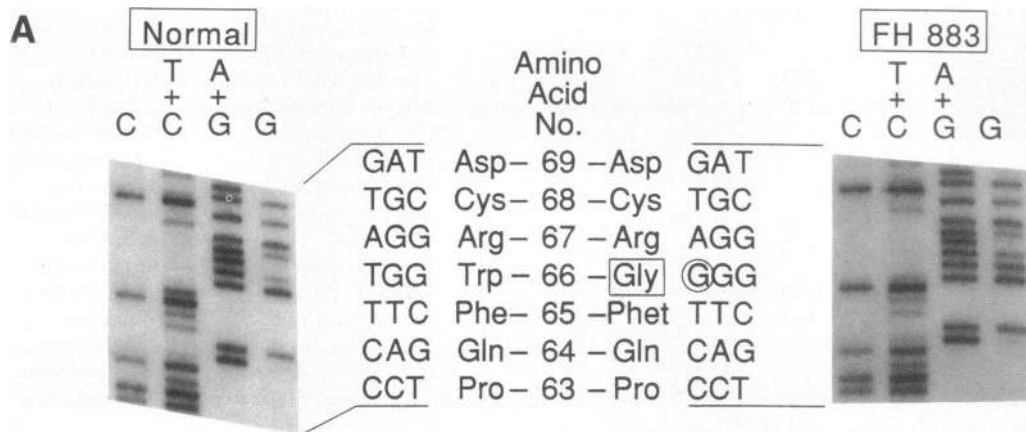 A
Normal
FH 883
T A
+ +
C C G G
Amino
Acid
No.
T A
+ +
C C G G
GAT Asp– 69 –Asp GAT
TGC Cys– 68 –Cys TGC
AGG Arg– 67 –Arg AGG
TGG Trp– 66 –Gly GGG
TTC Phe– 65 –Phet TTC
CAG Gln– 64 –Gln CAG
CCT Pro– 63 –Pro CCT